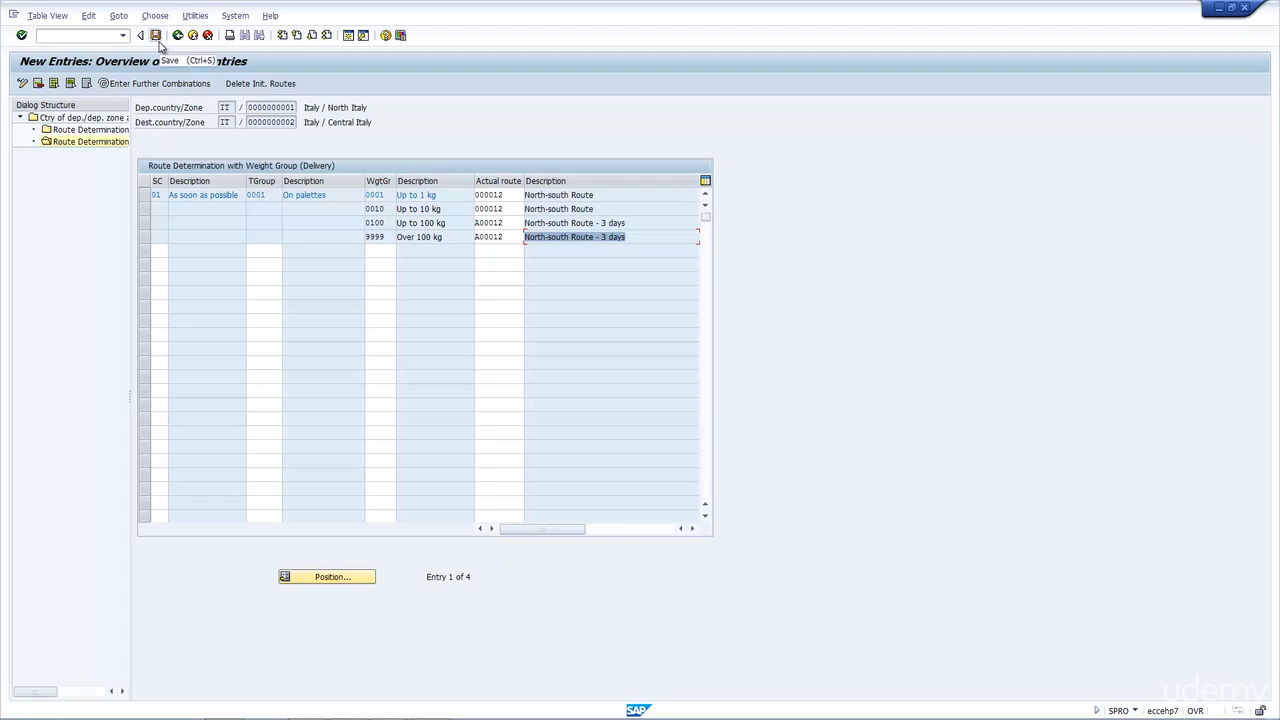 Table View Edit Goto Choose Utilities System Help
Save (Ctrl+S)
New Entries: Overview o ntries
Enter Further Combinations Delete Init. Routes
Dialog Structure
Ctry of dep./dep. zone a
Route Determination
Route Determination
Dep.country/Zone IT / 0000000001 Italy / North Italy
Dest.country/Zone IT / 0000000002 Italy / Central Italy
Route Determination with Weight Group (Delivery)
SC Description TGroup Description WgtGr Description Actual route Description
01 As soon as possible 0001 On palettes 0001 Up to 1 kg 000012 North-south Route
0010 Up to 10 kg 000012 North-south Route
0100 Up to 100 kg A00012 North-south Route - 3 days
9999 Over 100 kg A00012 North-south Route - 3 days
Position... Entry 1 of 4
udemy
SAP SPRO eccehp7 OVR